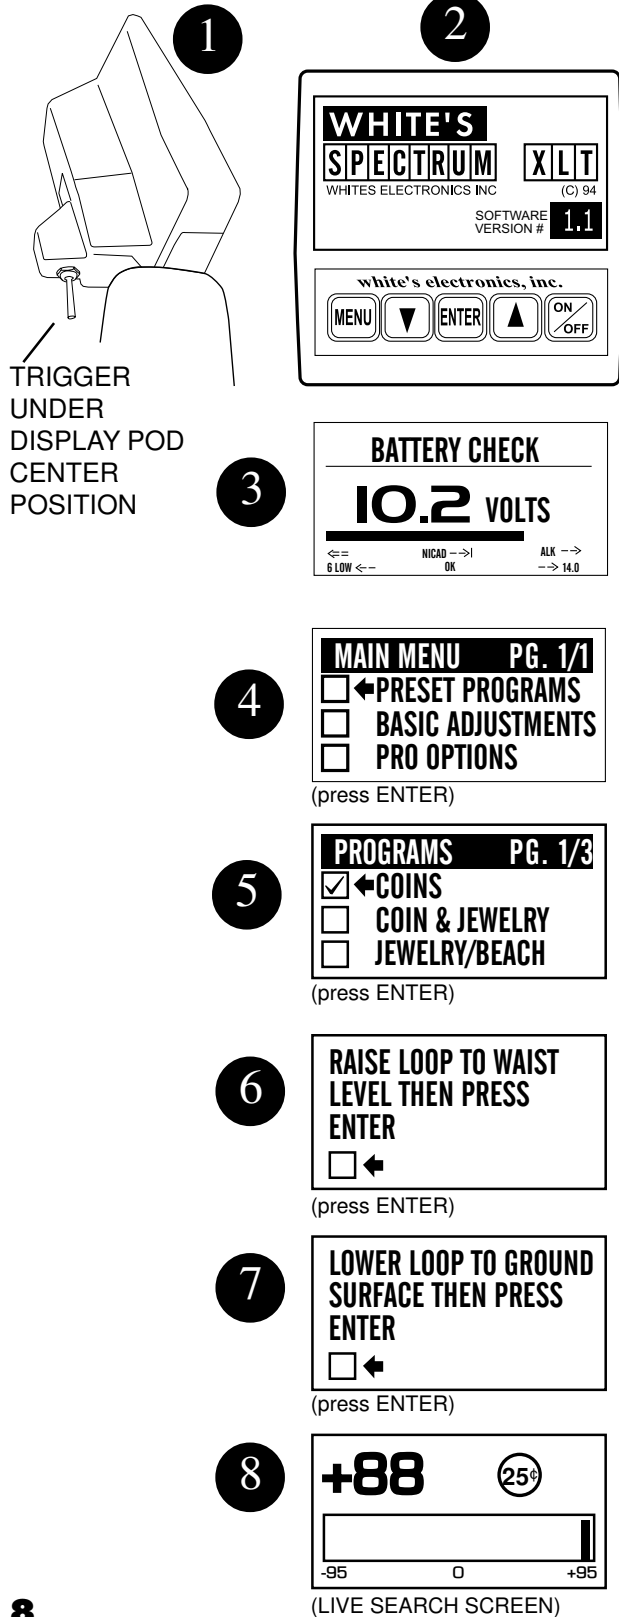 1
TRIGGER
UNDER
DISPLAY POD
CENTER
POSITION
2
WHITE'S
SPECTRUM XLT
WHITES ELECTRONICS INC (C) 94
SOFTWARE
VERSION # 1.1
white's electronics, inc.
MENU ▼ ENTER ▲ ON/OFF
3
BATTERY CHECK
10.2 VOLTS
<== NICAD -->| ALK -->
6 LOW <-- OK --> 14.0
4
MAIN MENU PG. 1/1
PRESET PROGRAMS
BASIC ADJUSTMENTS
PRO OPTIONS
(press ENTER)
5
PROGRAMS PG. 1/3
COINS
COIN & JEWELRY
JEWELRY/BEACH
(press ENTER)
6
RAISE LOOP TO WAIST
LEVEL THEN PRESS
ENTER
(press ENTER)
7
LOWER LOOP TO GROUND
SURFACE THEN PRESS
ENTER
(press ENTER)
8
+88 25¢
-95 0 +95
(LIVE SEARCH SCREEN)
8